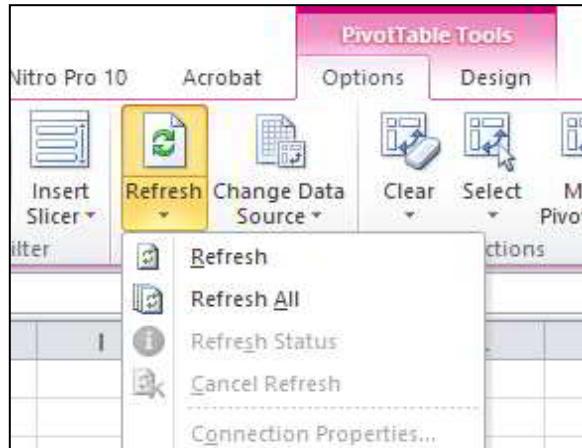 PivotTable Tools
Nitro Pro 10 Acrobat Options Design
Insert Refresh Change Data Clear Select
Slicer Source
Refresh
Refresh All
Refresh Status
Cancel Refresh
Connection Properties...